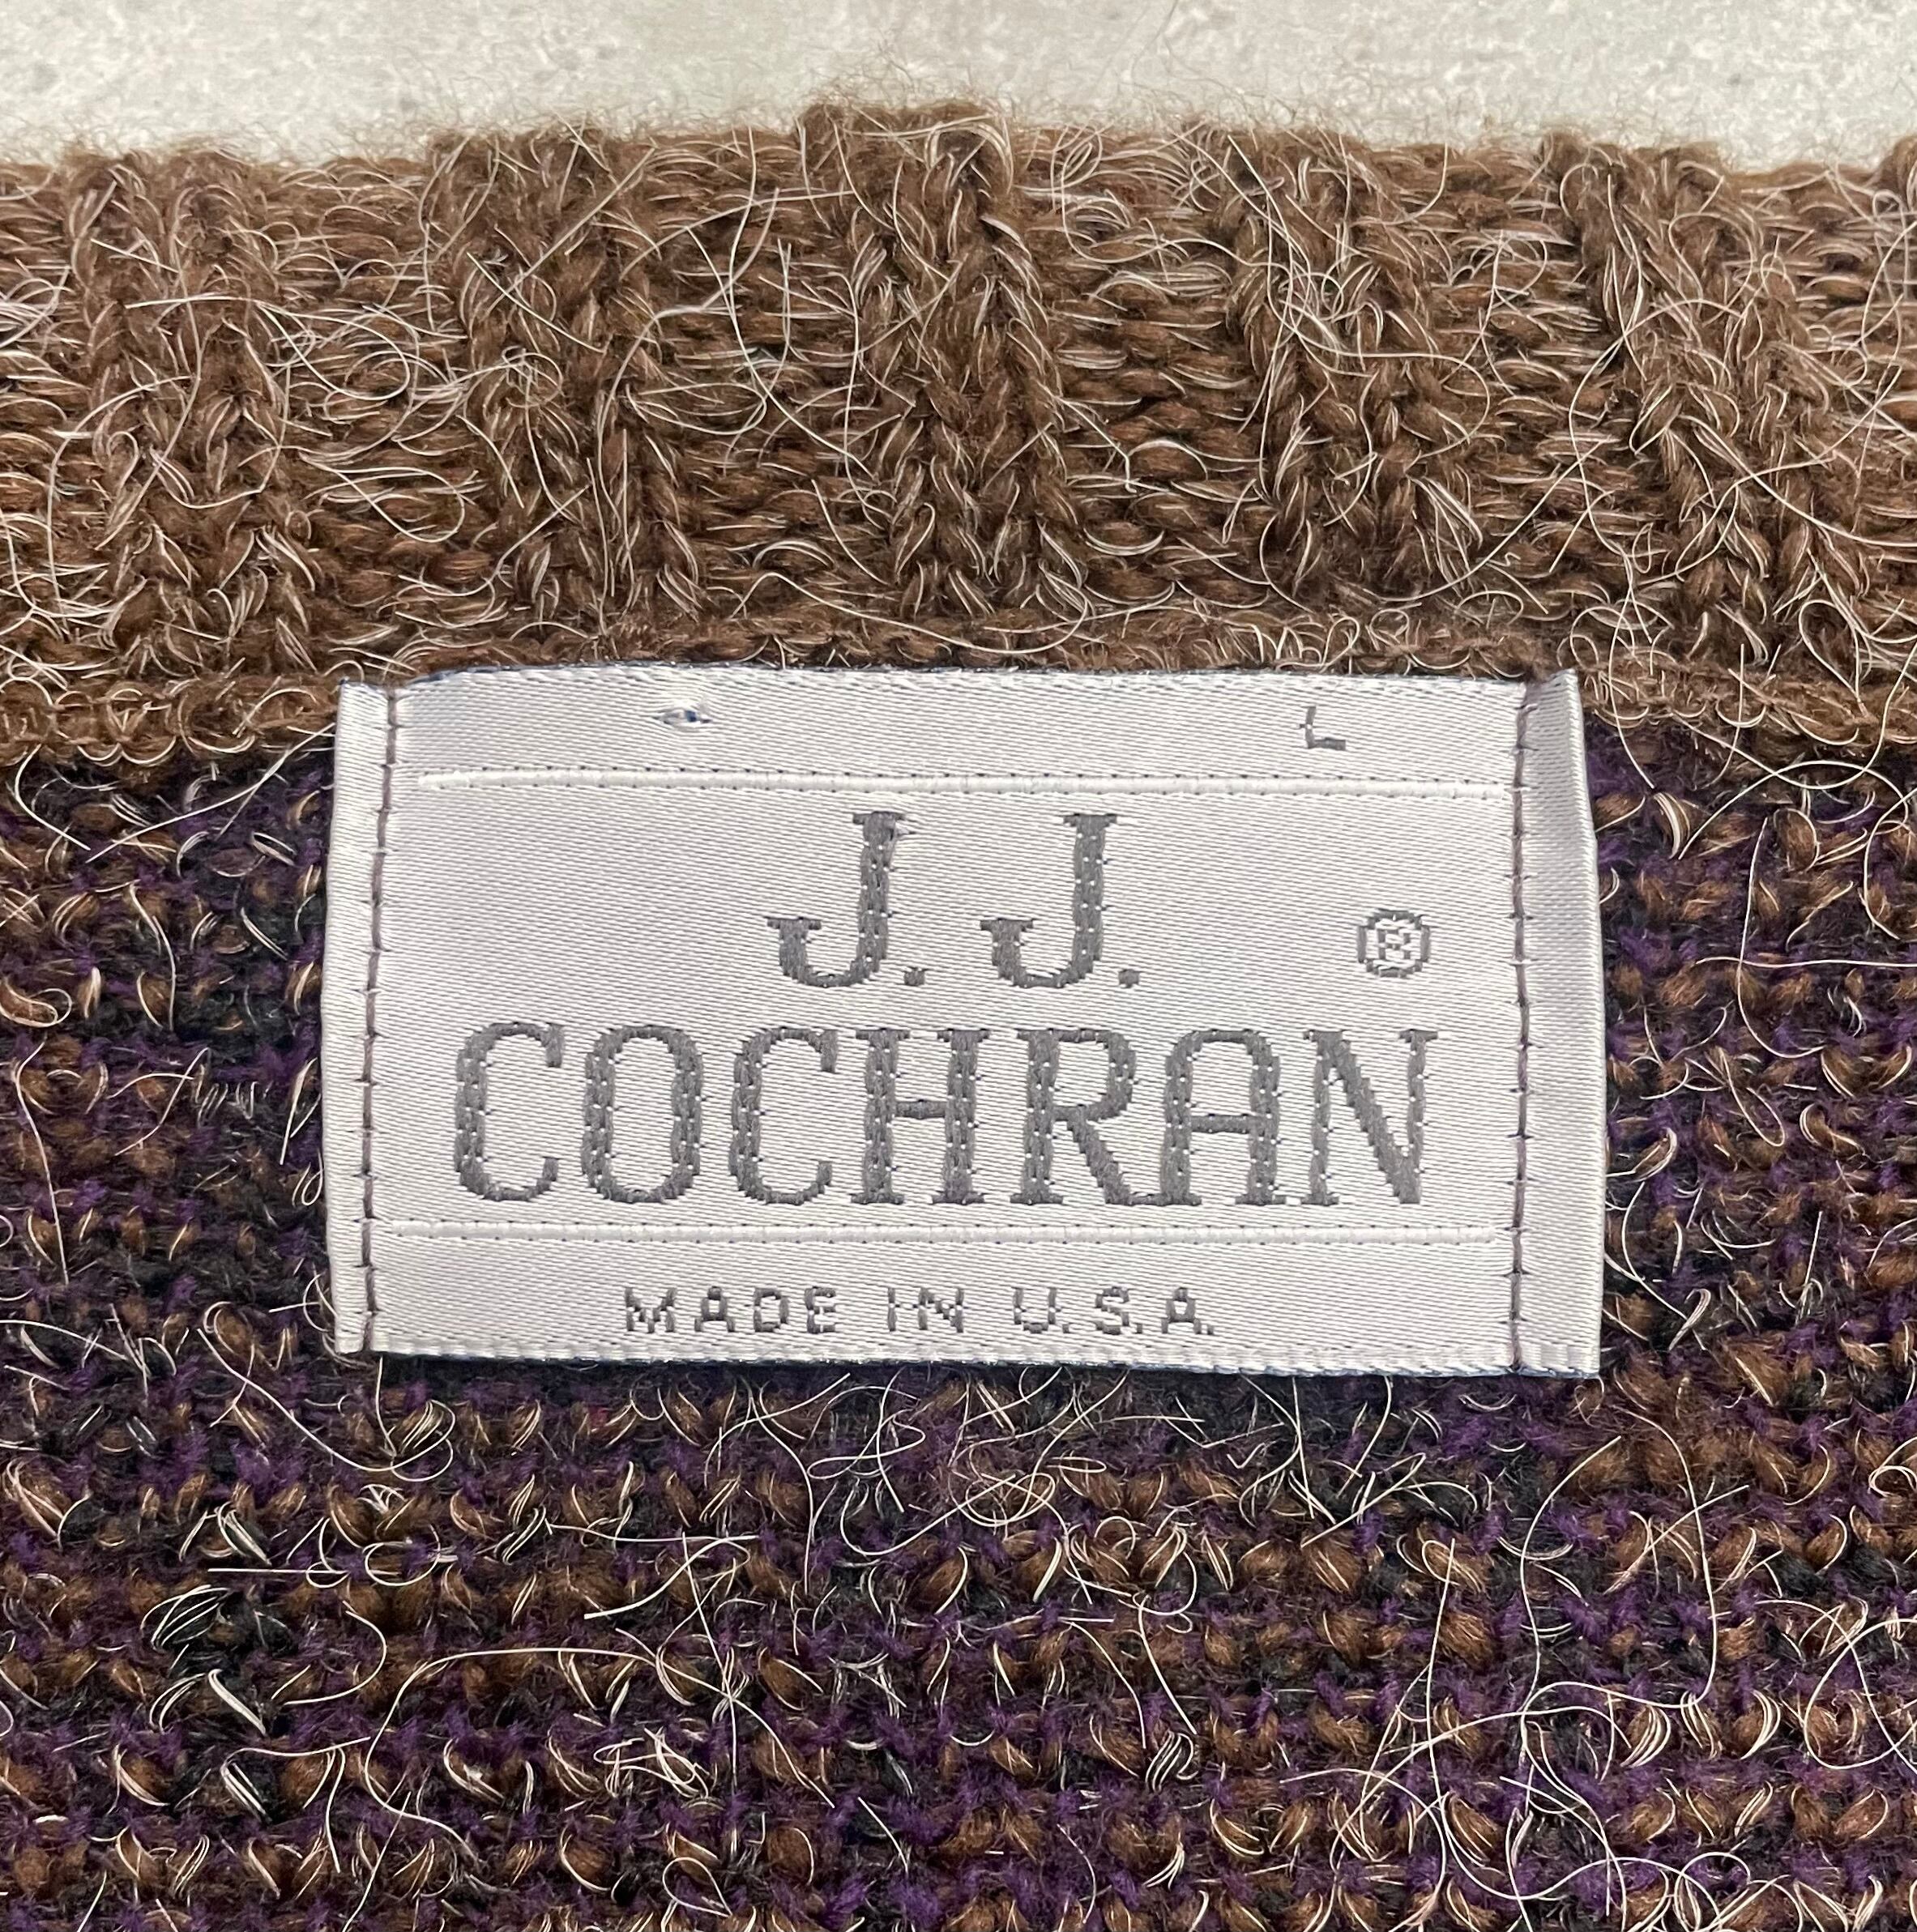 L
J. J. ®
COCHRAN
MADE IN U.S.A.